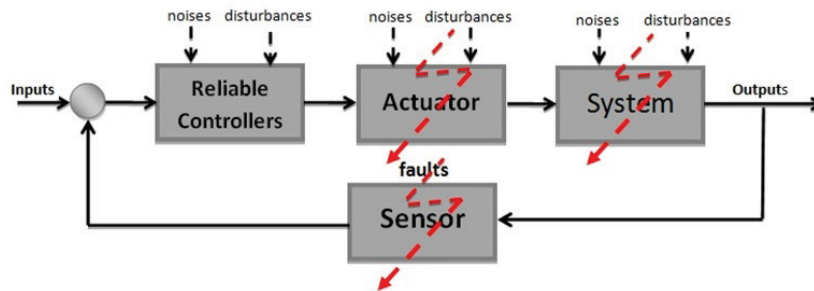 noises disturbances
noises disturbances
noises disturbances
Inputs
Reliable
Controllers
Actuator
System
Outputs
faults
Sensor